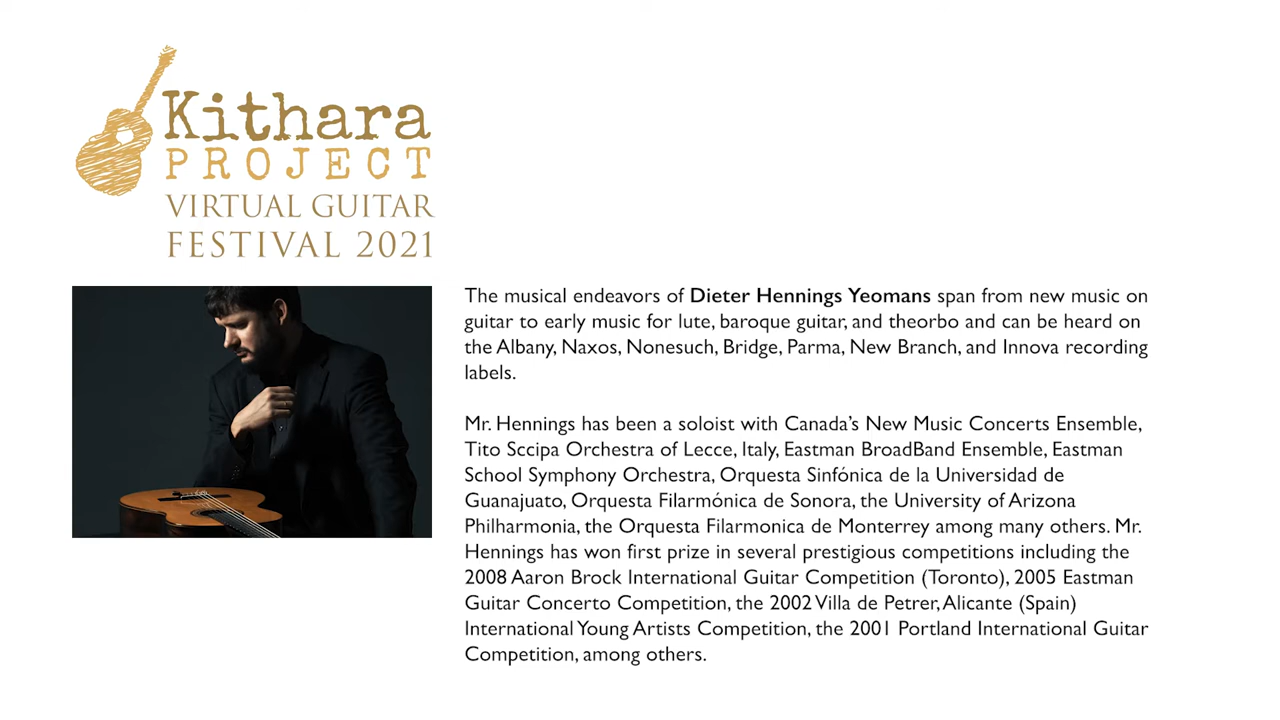 Kithara
PROJECT
VIRTUAL GUITAR
FESTIVAL 2021
The musical endeavors of Dieter Hennings Yeomans span from new music on
guitar to early music for lute, baroque guitar, and theorbo and can be heard on
the Albany, Naxos, Nonesuch, Bridge, Parma, New Branch, and Innova recording
labels.
Mr. Hennings has been a soloist with Canada's New Music Concerts Ensemble,
Tito Sccipa Orchestra of Lecce, Italy, Eastman BroadBand Ensemble, Eastman
School Symphony Orchestra, Orquesta Sinfónica de la Universidad de
Guanajuato, Orquesta Filarmónica de Sonora, the University of Arizona
Philharmonia, the Orquesta Filarmonica de Monterrey among many others. Mr.
Hennings has won first prize in several prestigious competitions including the
2008 Aaron Brock International Guitar Competition (Toronto), 2005 Eastman
Guitar Concerto Competition, the 2002 Villa de Petrer, Alicante (Spain)
International Young Artists Competition, the 2001 Portland International Guitar
Competition, among others.